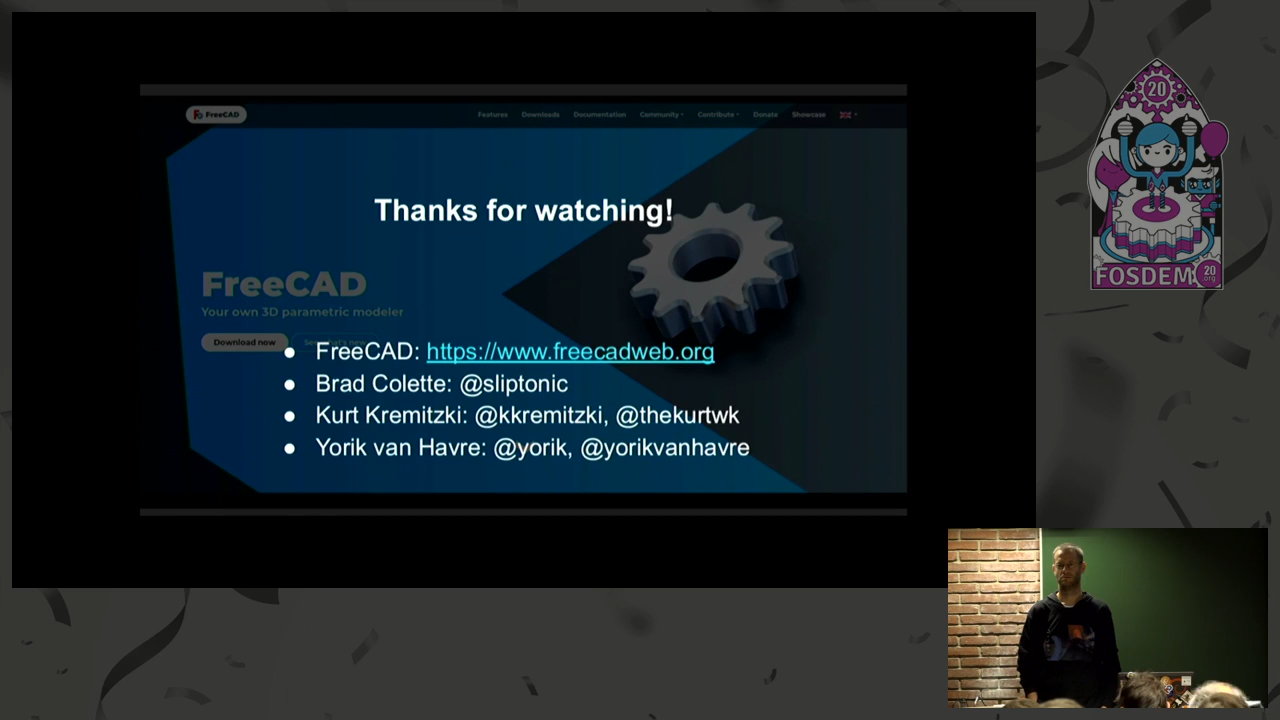 FreeCAD
Features Downloads Documentation Community Contribute Donate Showcase
Thanks for watching!
FreeCAD
Your own 3D parametric modeler
Download now
● FreeCAD: https://www.freecadweb.org
● Brad Colette: @sliptonic
● Kurt Kremitzki: @kkremitzki, @thekurtwk
● Yorik van Havre: @yorik, @yorikvanhavre
20
FOSDEM
20
.org